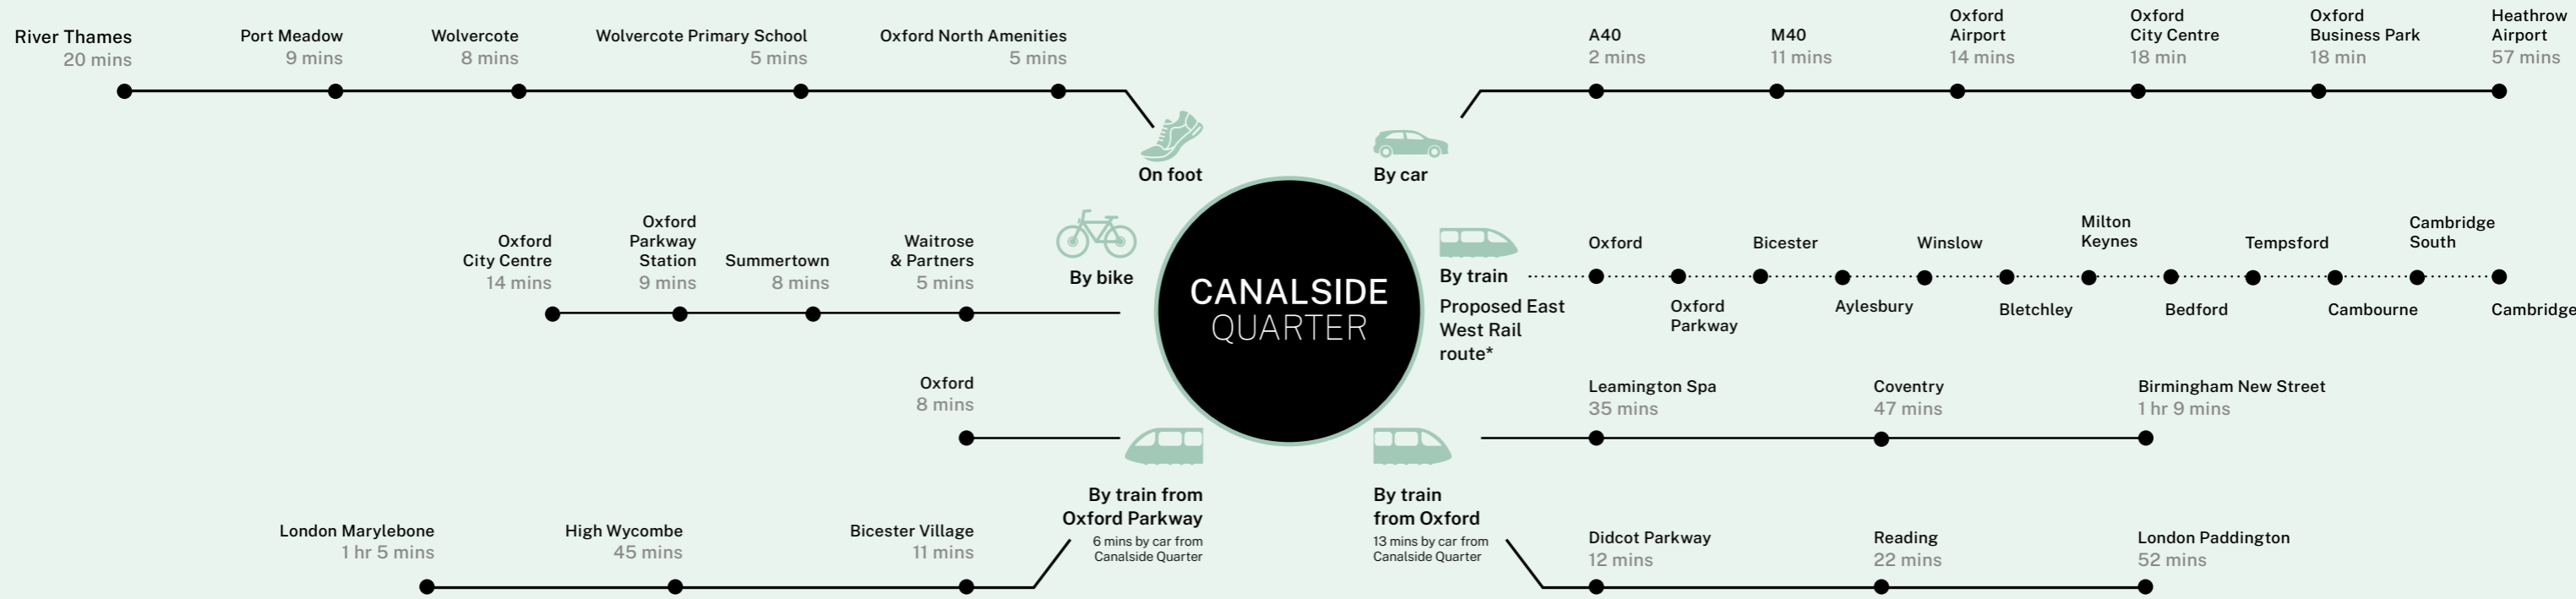 River Thames
20 mins
Port Meadow
9 mins
Wolvercote
8 mins
Wolvercote Primary School
5 mins
Oxford North Amenities
5 mins
On foot
A40
2 mins
M40
11 mins
Oxford
Airport
14 mins
Oxford
City Centre
18 min
Oxford
Business Park
18 min
Heathrow
Airport
57 mins
By car
Oxford
City Centre
14 mins
Oxford
Parkway
Station
9 mins
Summertown
8 mins
Waitrose
& Partners
5 mins
By bike
CANALSIDE
QUARTER
By train
Proposed East
West Rail
route*
Oxford
Oxford
Parkway
Bicester
Aylesbury
Winslow
Bletchley
Milton
Keynes
Bedford
Tempsford
Cambourne
Cambridge
South
Cambridge
Oxford
8 mins
By train from
Oxford Parkway
6 mins by car from
Canalside Quarter
London Marylebone
1 hr 5 mins
High Wycombe
45 mins
Bicester Village
11 mins
By train
from Oxford
13 mins by car from
Canalside Quarter
Leamington Spa
35 mins
Coventry
47 mins
Birmingham New Street
1 hr 9 mins
Didcot Parkway
12 mins
Reading
22 mins
London Paddington
52 mins